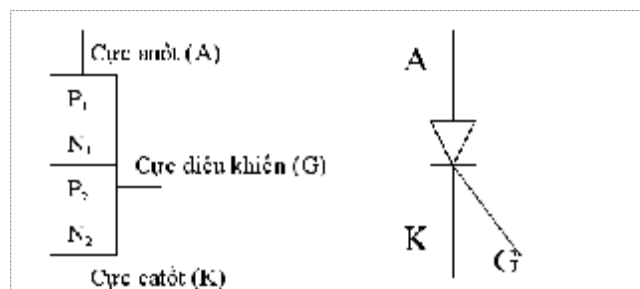 Cực anốt (A)
P₁
N₁
Cực điều khiển (G)
P₂
N₂
Cực catốt (K)
A
K
G